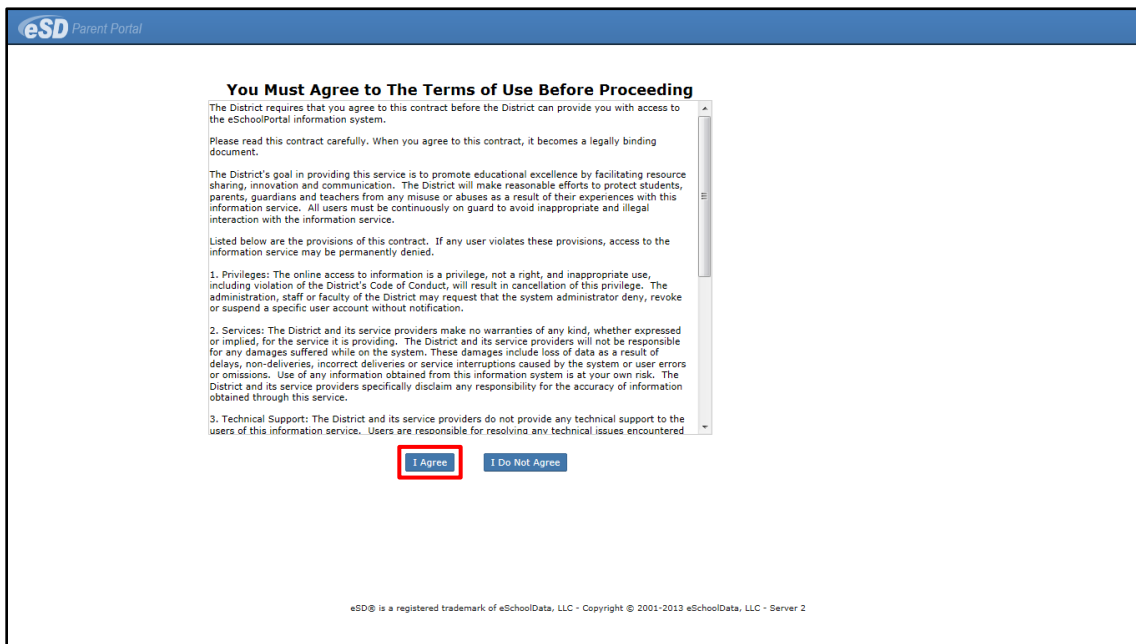 eSD Parent Portal
You Must Agree to The Terms of Use Before Proceeding
The District requires that you agree to this contract before the District can provide you with access to
the eSchoolPortal information system.
Please read this contract carefully. When you agree to this contract, it becomes a legally binding
document.
The District's goal in providing this service is to promote educational excellence by facilitating resource
sharing, innovation and communication.  The District will make reasonable efforts to protect students,
parents, guardians and teachers from any misuse or abuses as a result of their experiences with this
information service.  All users must be continuously on guard to avoid inappropriate and illegal
interaction with the information service.
Listed below are the provisions of this contract.  If any user violates these provisions, access to the
information service may be permanently denied.
1. Privileges: The online access to information is a privilege, not a right, and inappropriate use,
including violation of the District's Code of Conduct, will result in cancellation of this privilege.  The
administration, staff or faculty of the District may request that the system administrator deny, revoke
or suspend a specific user account without notification.
2. Services: The District and its service providers make no warranties of any kind, whether expressed
or implied, for the service it is providing.  The District and its service providers will not be responsible
for any damages suffered while on the system. These damages include loss of data as a result of
delays, non-deliveries, incorrect deliveries or service interruptions caused by the system or user errors
or omissions.  Use of any information obtained from this information system is at your own risk.  The
District and its service providers specifically disclaim any responsibility for the accuracy of information
obtained through this service.
3. Technical Support: The District and its service providers do not provide any technical support to the
users of this information service.  Users are responsible for resolving any technical issues encountered
I Agree I Do Not Agree
eSD® is a registered trademark of eSchoolData, LLC - Copyright © 2001-2013 eSchoolData, LLC - Server 2